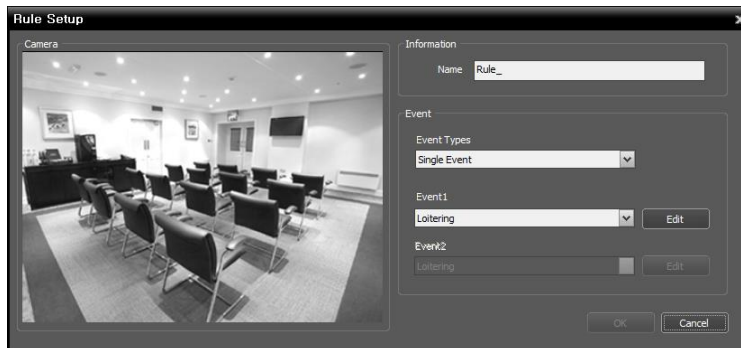 Rule Setup
Camera
Information
Name Rule_
Event
Event Types
Single Event
Event1
Loitering Edit
Event2
Loitering Edit
OK Cancel